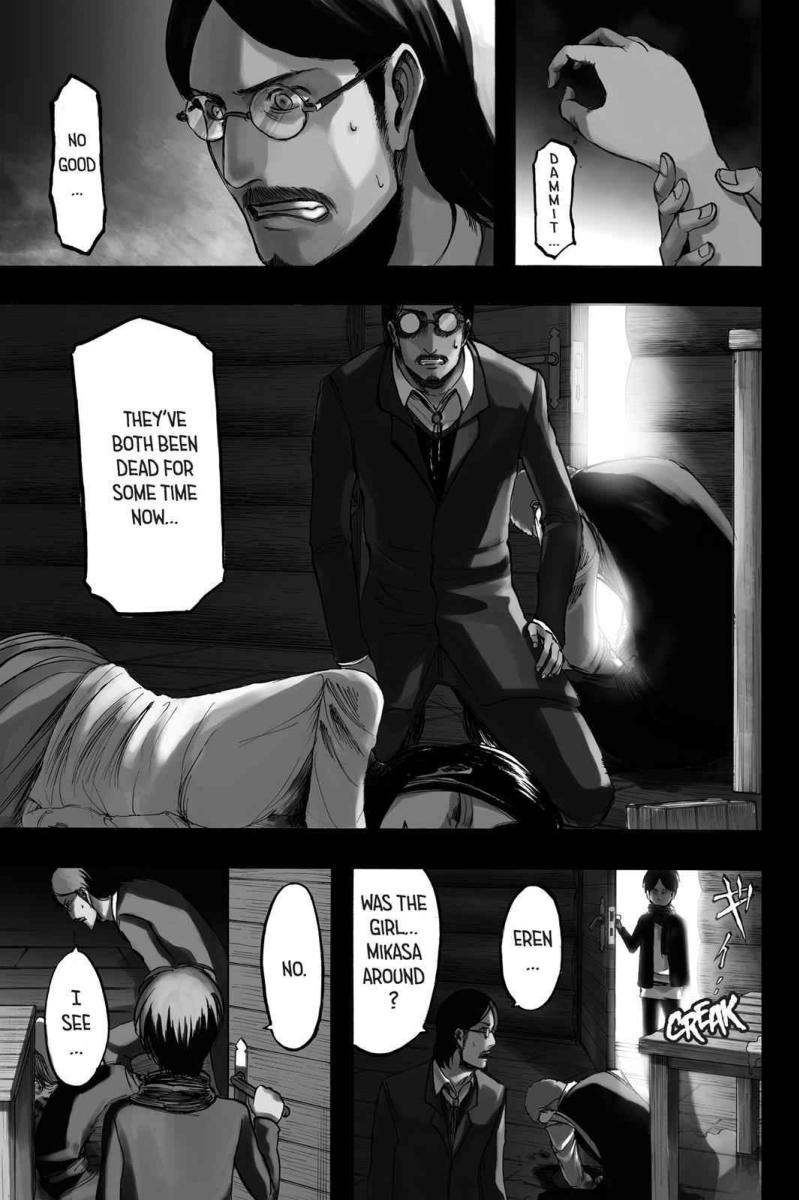 DAMMIT...
NO
GOOD
...
THEY'VE
BOTH BEEN
DEAD FOR
SOME TIME
NOW...
ギィ...
CREAK
EREN
...
WAS THE
GIRL...
MIKASA
AROUND
?
NO.
I
SEE
...